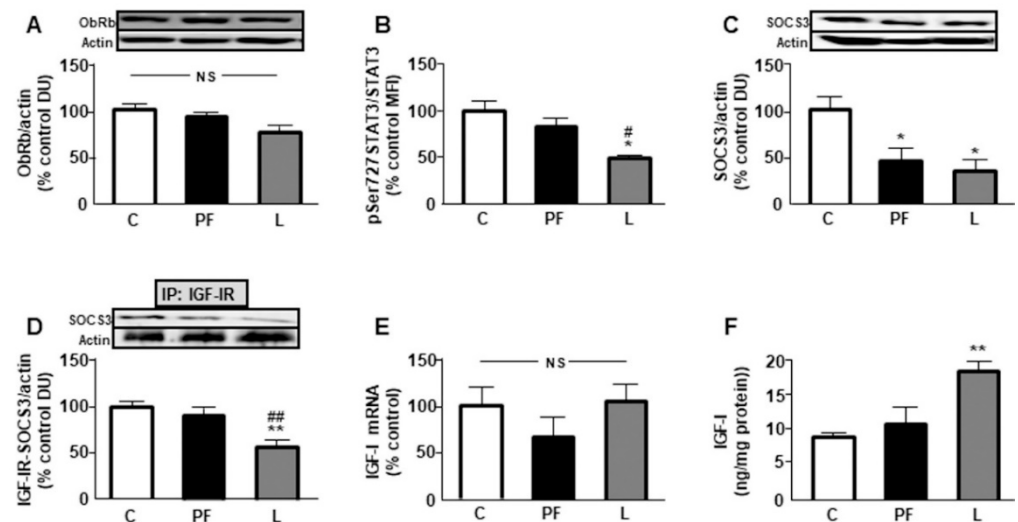 A
ObRb
Actin
ObRb/actin
(% control DU)
150
100
50
0
NS
C PF L
B
pSer727 STAT3/STAT3
(% control MFI)
150
100
50
0
#
*
C PF L
C
SOCS3
Actin
SOCS3/actin
(% control DU)
150
100
50
0
* *
C PF L
D
IP: IGF-IR
SOCS3
Actin
IGF-IR-SOCS3/actin
(% control DU)
150
100
50
0
##
**
C PF L
E
IGF-I mRNA
(% control)
150
100
50
0
NS
C PF L
F
IGF-I
(ng/mg protein))
20
15
10
5
0
**
C PF L